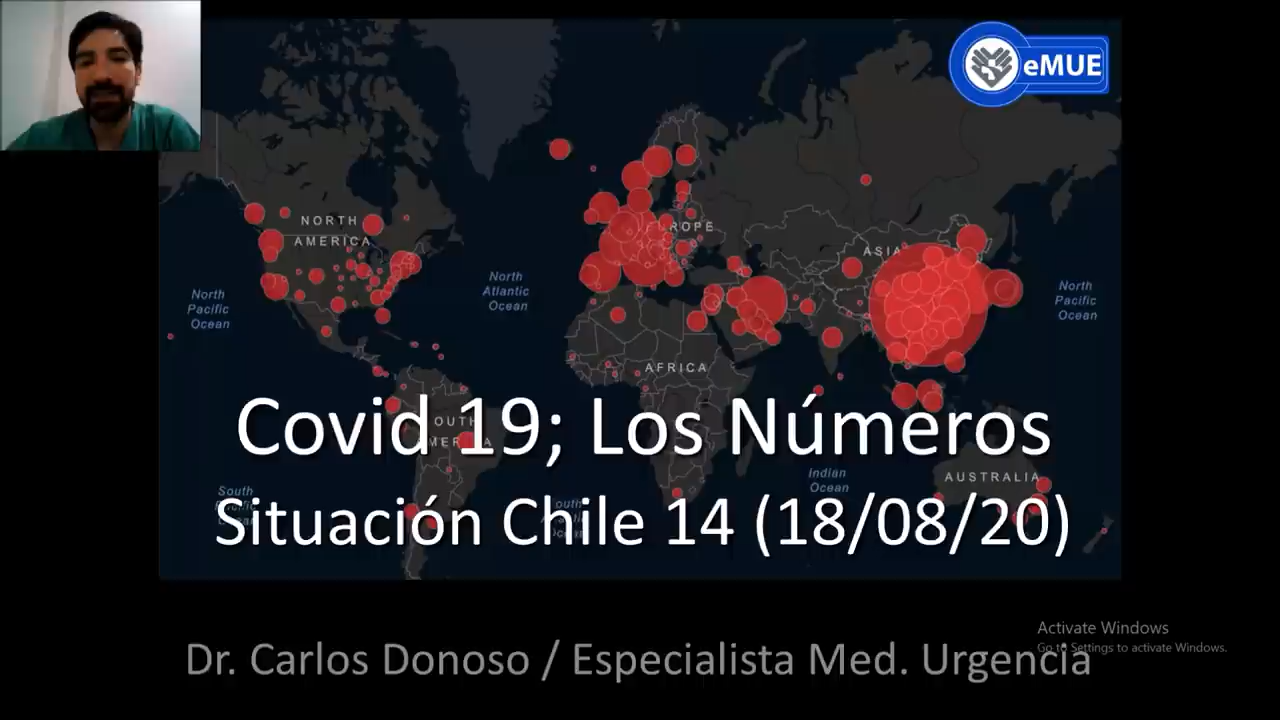 eMUE
NORTH
AMERICA
ASIA
North
Atlantic
Ocean
North
Pacific
Ocean
North
Pacific
Ocean
AFRICA
Covid 19; Los Números
Indian
Ocean
AUSTRALIA
South
Situación Chile 14 (18/08/20)
Activate Windows
Go to Settings to activate Windows.
Dr. Carlos Donoso / Especialista Med. Urgencia